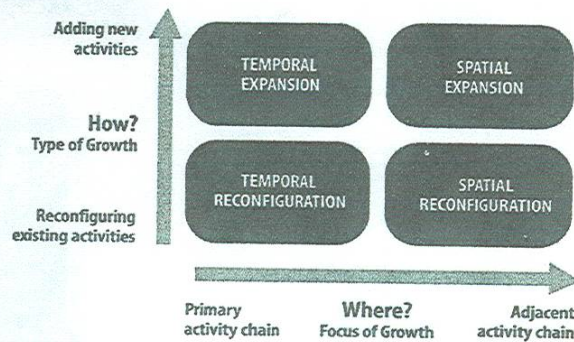 Adding new
activities
How?
Type of Growth
Reconfiguring
existing activities
TEMPORAL
EXPANSION
SPATIAL
EXPANSION
TEMPORAL
RECONFIGURATION
SPATIAL
RECONFIGURATION
Primary
activity chain
Where?
Focus of Growth
Adjacent
activity chain